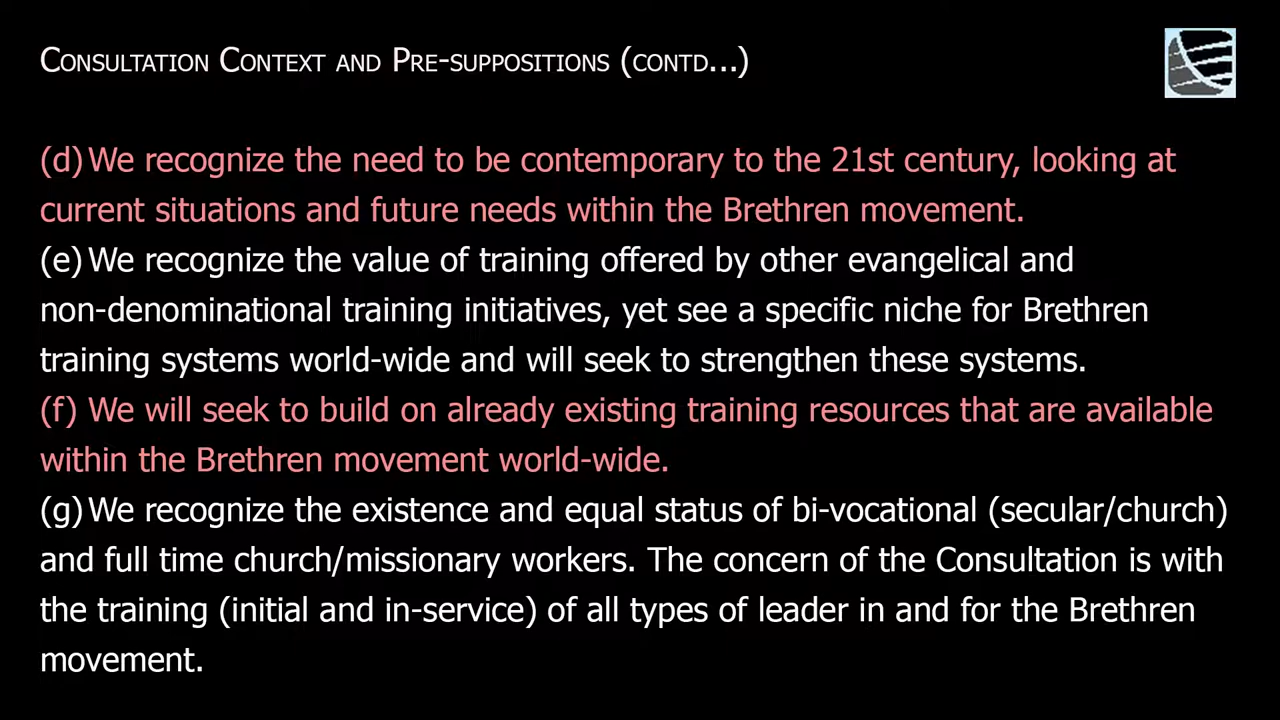 Consultation Context and Pre-suppositions (contd...)
(d) We recognize the need to be contemporary to the 21st century, looking at
current situations and future needs within the Brethren movement.
(e) We recognize the value of training offered by other evangelical and
non-denominational training initiatives, yet see a specific niche for Brethren
training systems world-wide and will seek to strengthen these systems.
(f) We will seek to build on already existing training resources that are available
within the Brethren movement world-wide.
(g) We recognize the existence and equal status of bi-vocational (secular/church)
and full time church/missionary workers. The concern of the Consultation is with
the training (initial and in-service) of all types of leader in and for the Brethren
movement.